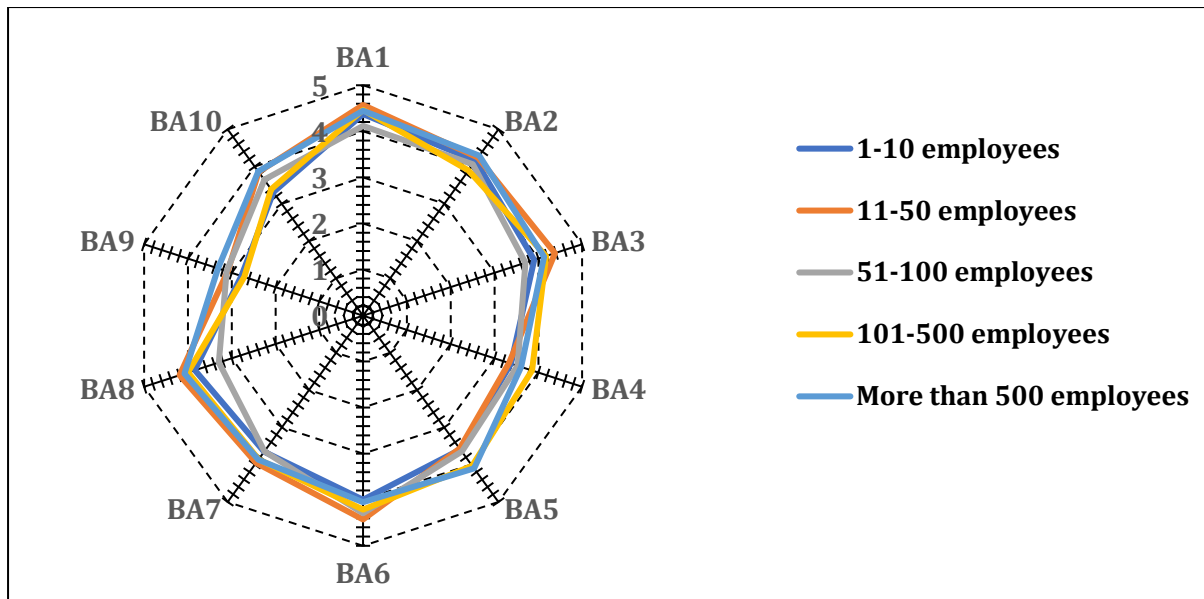 BA1
BA2
BA3
BA4
BA5
BA6
BA7
BA8
BA9
BA10
5
4
3
2
1
0
1-10 employees
11-50 employees
51-100 employees
101-500 employees
More than 500 employees